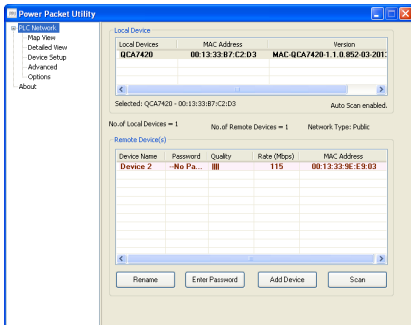 Power Packet Utility
PLC Network
Map View
Detailed View
Device Setup
Advanced
Options
About
Local Device
Local Devices MAC Address Version
QCA7420 00:13:33:B7:C2:D3 MAC-QCA7420-1.1.0.852-03-201
Selected: QCA7420 - 00:13:33:B7:C2:D3 Auto Scan enabled.
No.of Local Devices = 1 No.of Remote Devices = 1 Network Type: Public
Remote Device(s)
Device Name Password Quality Rate (Mbps) MAC Address
Device 2 --No Pa... 115 00:13:33:9E:E9:03
Rename Enter Password Add Device Scan